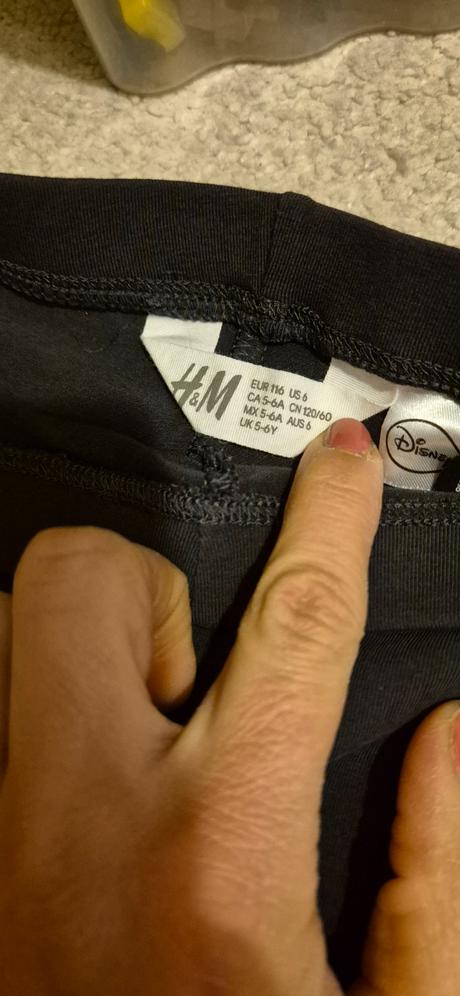 H&M
EUR 116 US 6
CA 5-6A CN 120/60
MX 5-6A AUS 6
UK 5-6Y
DISNEY